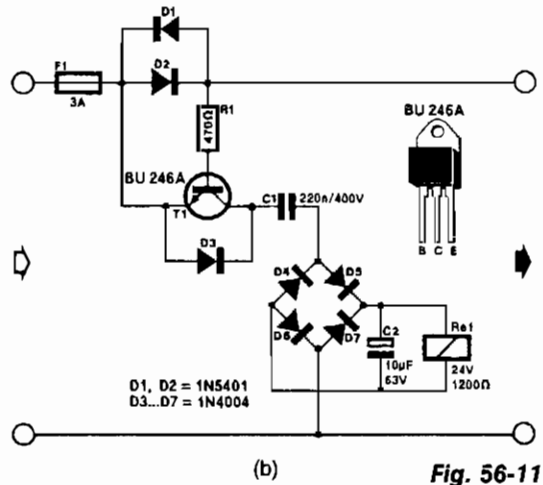 D1
F1
D2
3A
R1
470Ω
BU 246A
BU 246A
T1
C1
220n/400V
D3
B C E
D4
D5
D6
D7
C2
10µF
63V
Re1
24V
1200Ω
D1, D2 = 1N5401
D3...D7 = 1N4004
(b)
Fig. 56-11